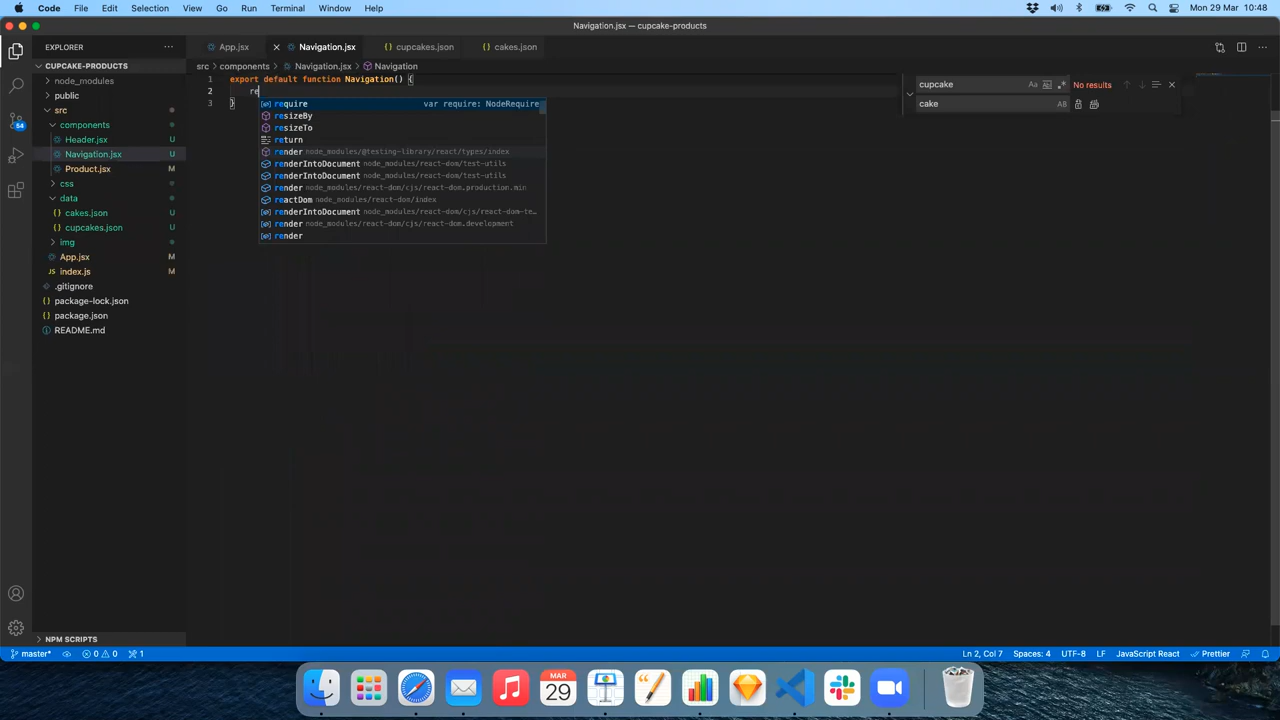 Code File Edit Selection View Go Run Terminal Window Help Mon 29 Mar 10:48
Navigation.jsx — cupcake-products
EXPLORER
App.jsx Navigation.jsx cupcakes.json cakes.json
CUPCAKE-PRODUCTS
node_modules
public
src
components
Header.jsx U
Navigation.jsx U
Product.jsx M
css
data
cakes.json U
cupcakes.json U
img
App.jsx M
index.js M
.gitignore
package-lock.json
package.json
README.md
NPM SCRIPTS
54
src components Navigation.jsx Navigation
1 export default function Navigation() {
2 re
3 }
require var require: NodeRequire
resizeBy
resizeTo
return
render node_modules/@testing-library/react/types/index
renderIntoDocument node_modules/react-dom/test-utils
renderIntoDocument node_modules/react-dom/test-utils
render node_modules/react-dom/cjs/react-dom.production.min
reactDom node_modules/react-dom/index
renderIntoDocument node_modules/react-dom/cjs/react-dom-te…
render node_modules/react-dom/cjs/react-dom.development
render
cupcake Aa ab .* No results
cake AB
master* 0 0 1 Ln 2, Col 7 Spaces: 4 UTF-8 LF JavaScript React Prettier
MAR
29